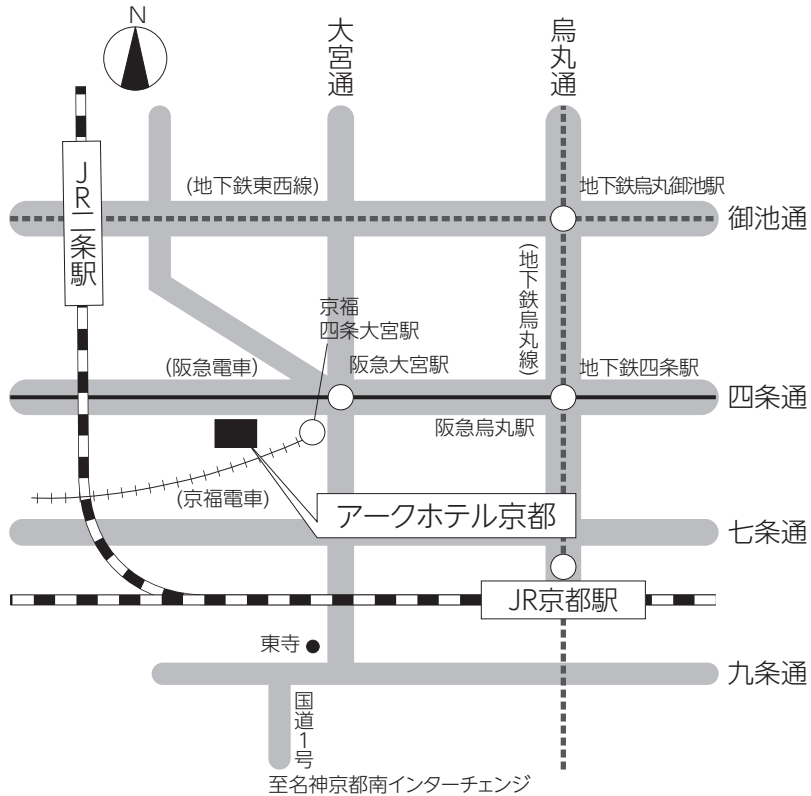 N
大宮通
烏丸通
JR二条駅
(地下鉄東西線)
地下鉄烏丸御池駅
御池通
(地下鉄烏丸線)
京福
四条大宮駅
(阪急電車)
阪急大宮駅
地下鉄四条駅
四条通
阪急烏丸駅
(京福電車)
アークホテル京都
七条通
JR京都駅
東寺
九条通
国道1号
至名神京都南インターチェンジ